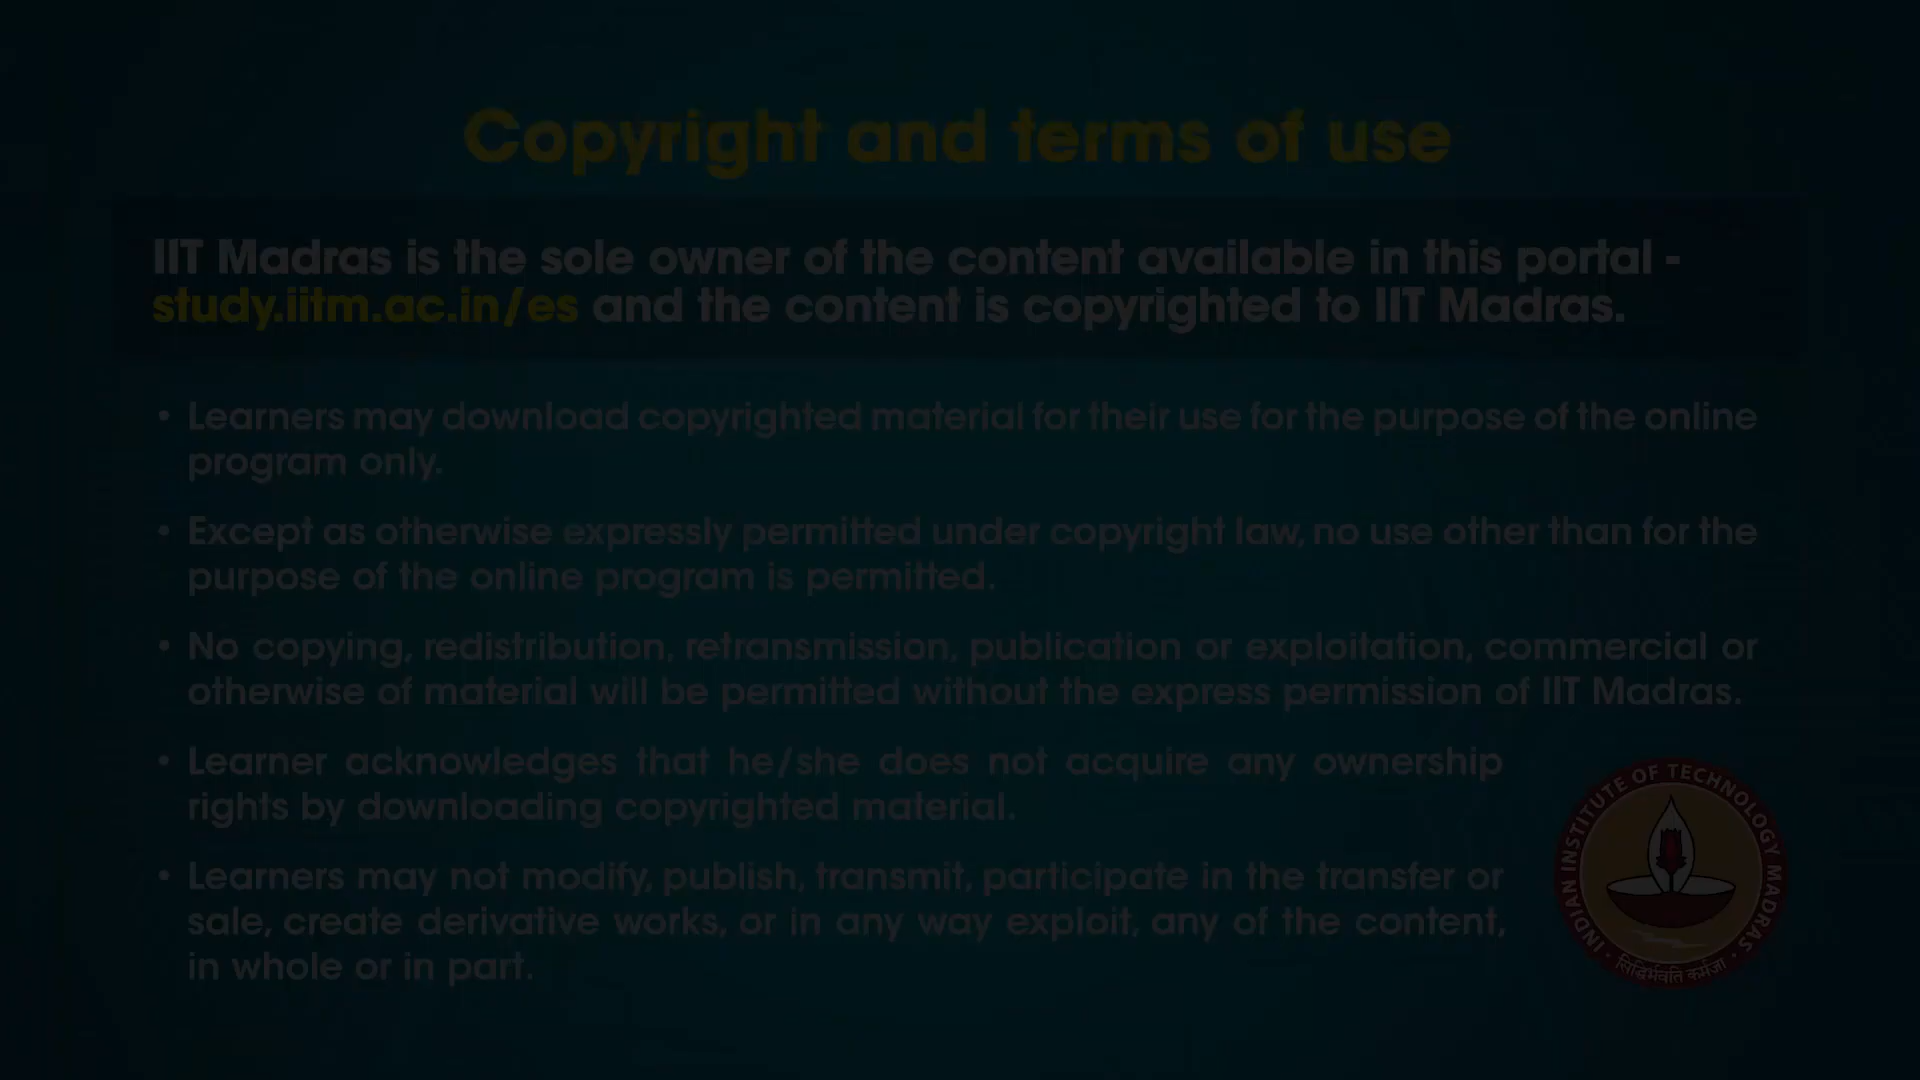 Copyright and terms of use
IIT Madras is the sole owner of the content available in this portal -
study.iitm.ac.in/es and the content is copyrighted to IIT Madras.
• Learners may download copyrighted material for their use for the purpose of the online
program only.
• Except as otherwise expressly permitted under copyright law, no use other than for the
purpose of the online program is permitted.
• No copying, redistribution, retransmission, publication or exploitation, commercial or
otherwise of material will be permitted without the express permission of IIT Madras.
• Learner acknowledges that he/she does not acquire any ownership
rights by downloading copyrighted material.
• Learners may not modify, publish, transmit, participate in the transfer or
sale, create derivative works, or in any way exploit, any of the content,
in whole or in part.
INDIAN INSTITUTE OF TECHNOLOGY MADRAS
सिद्धिर्भवति कर्मजा